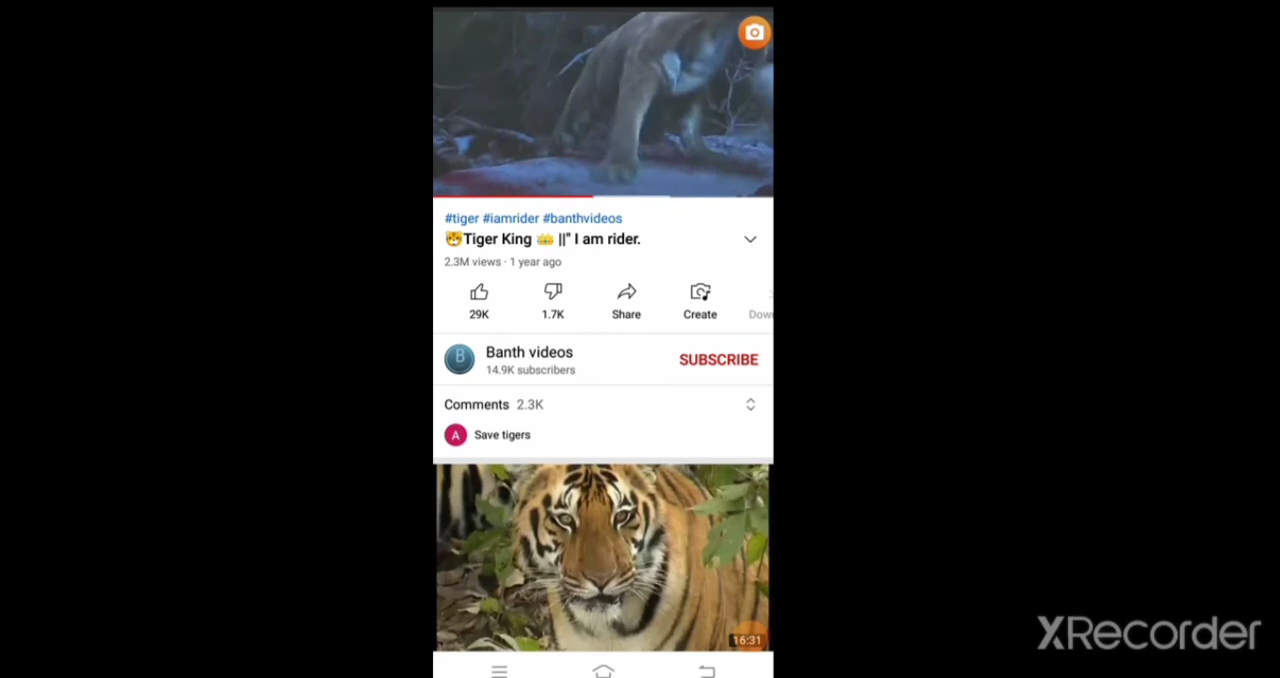 #tiger #iamrider #banthvideos
🐯Tiger King 👑 ||" I am rider.
2.3M views · 1 year ago
29K 1.7K Share Create Dow
B Banth videos SUBSCRIBE
14.9K subscribers
Comments 2.3K
A Save tigers
16:31
XRecorder